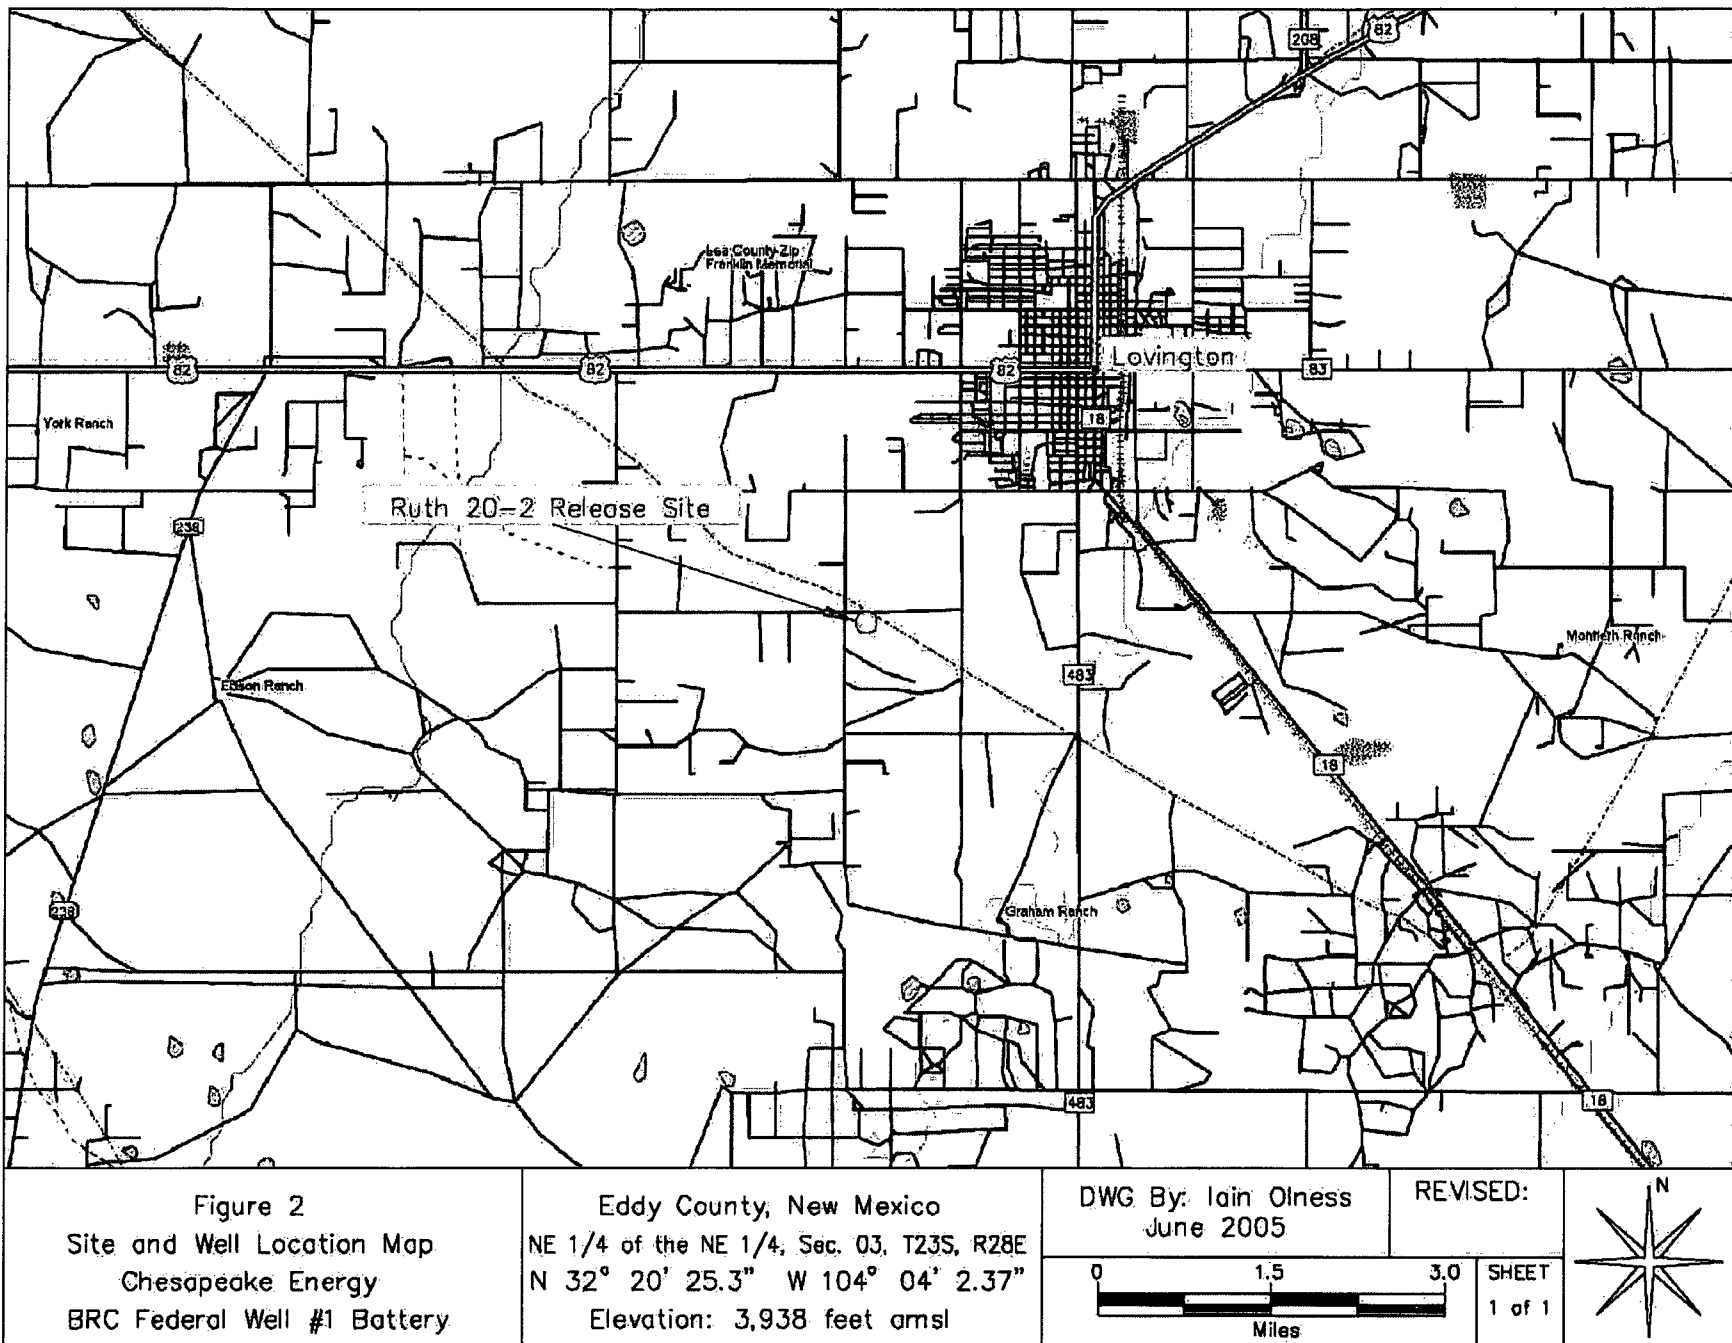 208
82
Lea County-Zip
Franklin Memorial
82
82
82
Lovington
83
York Ranch
18
Ruth 20-2 Release Site
238
Montieth Ranch
483
Edson Ranch
18
238
Graham Ranch
483
18
Figure 2
Site and Well Location Map
Chesapeake Energy
BRC Federal Well #1 Battery
Eddy County, New Mexico
NE 1/4 of the NE 1/4, Sec. 03, T23S, R28E
N 32° 20' 25.3" W 104° 04' 2.37"
Elevation: 3,938 feet amsl
DWG By: Iain Olness
June 2005
REVISED:
0 1.5 3.0
Miles
SHEET
1 of 1
N